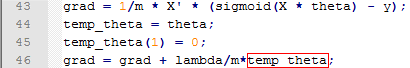 43 grad = 1/m * X' * (sigmoid(X * theta) - y);
44 temp_theta = theta;
45 temp_theta(1) = 0;
46 grad = grad + lambda/m*temp_theta;